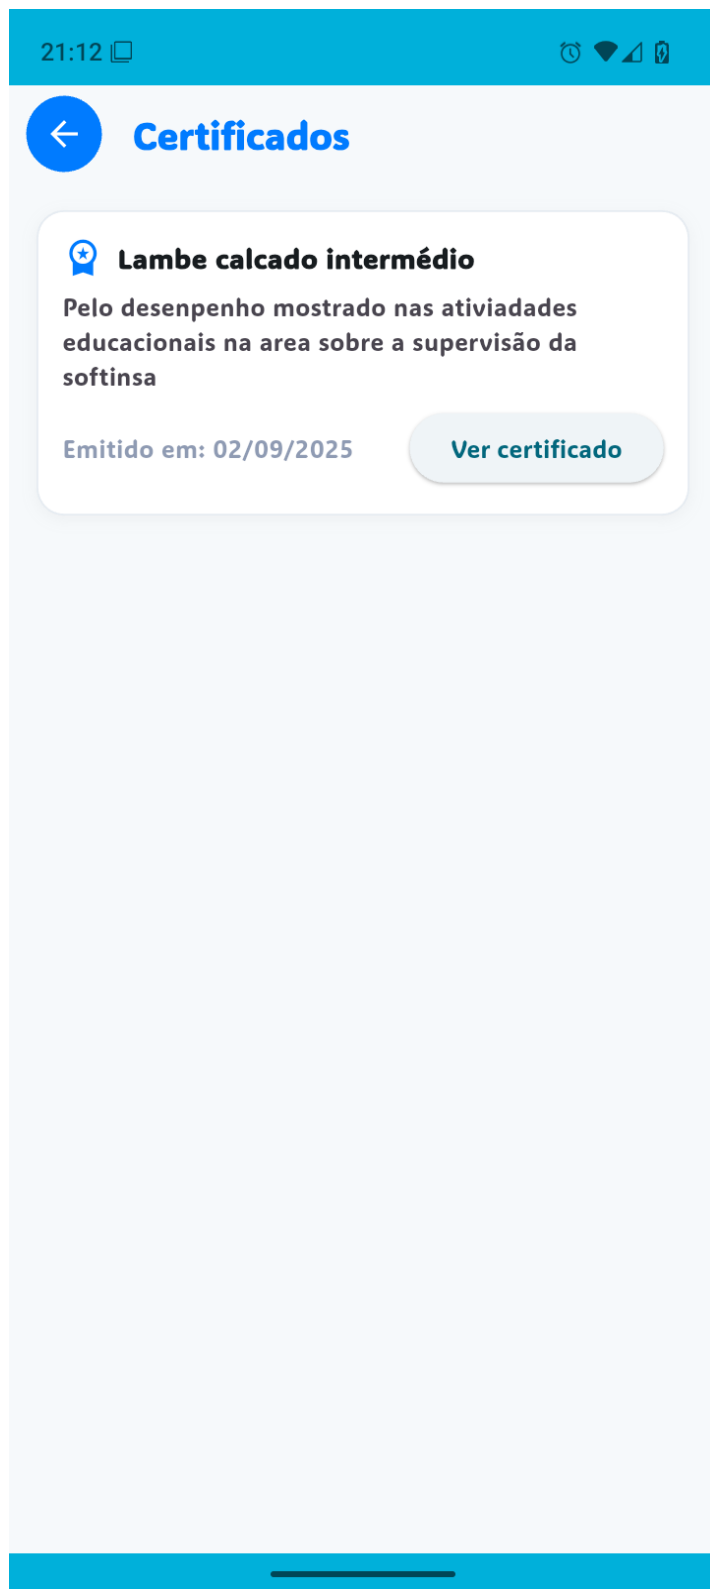 21:12
Certificados
Lambe calcado intermédio
Pelo desenpenho mostrado nas ativiadades
educacionais na area sobre a supervisão da
softinsa
Emitido em: 02/09/2025
Ver certificado